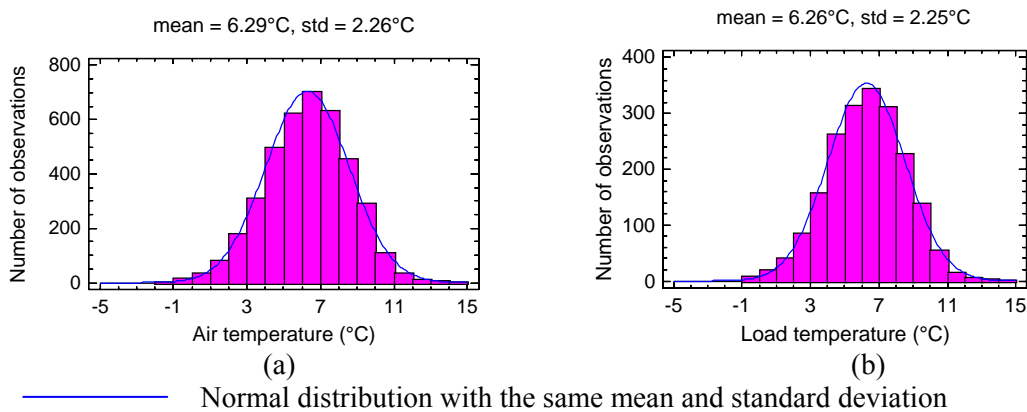 mean = 6.29°C, std = 2.26°C
Number of observations
800
600
400
200
0
-5 -1 3 7 11 15
Air temperature (°C)
(a)
mean = 6.26°C, std = 2.25°C
Number of observations
400
300
200
100
0
-5 -1 3 7 11 15
Load temperature (°C)
(b)
Normal distribution with the same mean and standard deviation